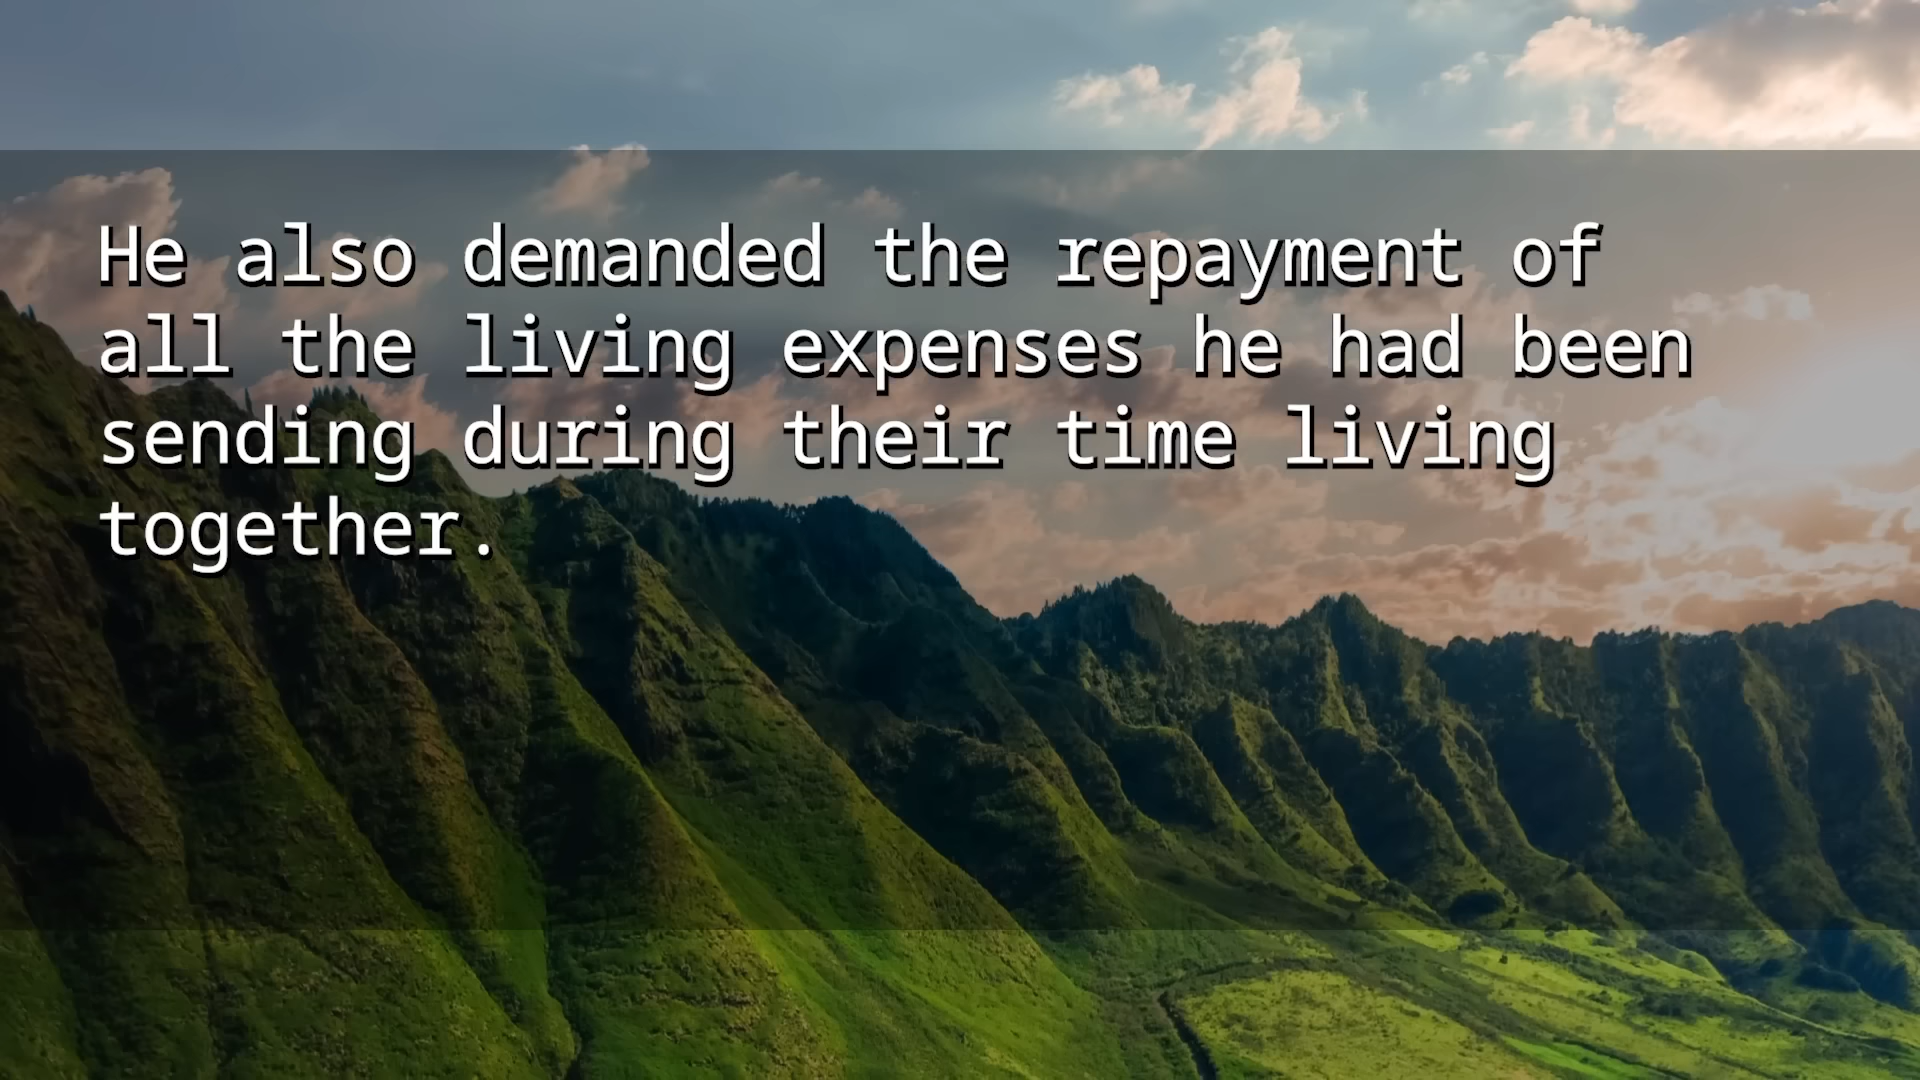 He also demanded the repayment of
all the living expenses he had been
sending during their time living
together.